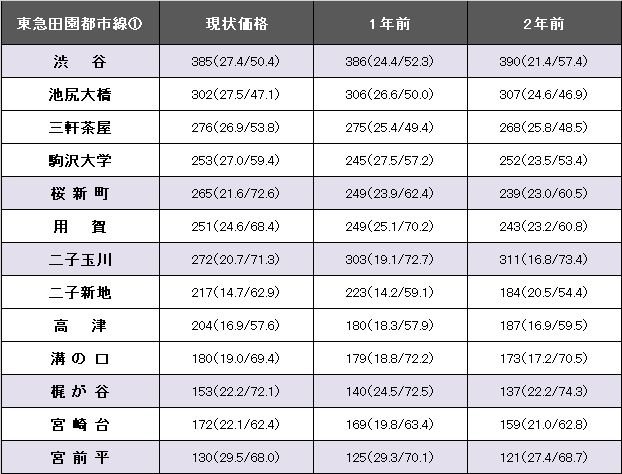 東急田園都市線① 現状価格 1年前 2年前
渋 谷 385(27.4/50.4) 386(24.4/52.3) 390(21.4/57.4)
池尻大橋 302(27.5/47.1) 306(26.6/50.0) 307(24.6/46.9)
三軒茶屋 276(26.9/53.8) 275(25.4/49.4) 268(25.8/48.5)
駒沢大学 253(27.0/59.4) 245(27.5/57.2) 252(23.5/53.4)
桜新町 265(21.6/72.6) 249(23.9/62.4) 239(23.0/60.5)
用 賀 251(24.6/68.4) 249(25.1/70.2) 243(23.2/60.8)
二子玉川 272(20.7/71.3) 303(19.1/72.7) 311(16.8/73.4)
二子新地 217(14.7/62.9) 223(14.2/59.1) 184(20.5/54.4)
高 津 204(16.9/57.6) 180(18.3/57.9) 187(16.9/59.5)
溝の口 180(19.0/69.4) 179(18.8/72.2) 173(17.2/70.5)
梶が谷 153(22.2/72.1) 140(24.5/72.5) 137(22.2/74.3)
宮崎台 172(22.1/62.4) 169(19.8/63.4) 159(21.0/62.8)
宮前平 130(29.5/68.0) 125(29.3/70.1) 121(27.4/68.7)